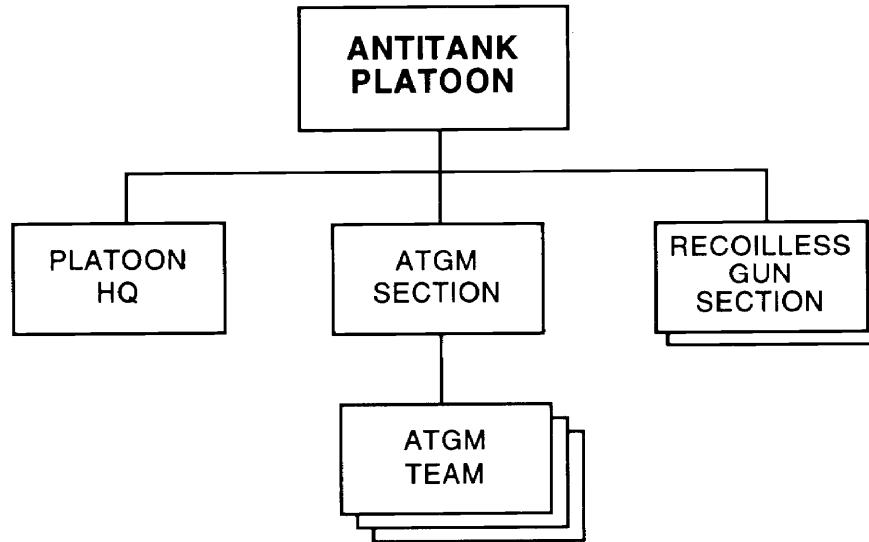 ANTITANK
PLATOON
PLATOON
HQ
ATGM
SECTION
RECOILLESS
GUN
SECTION
ATGM
TEAM